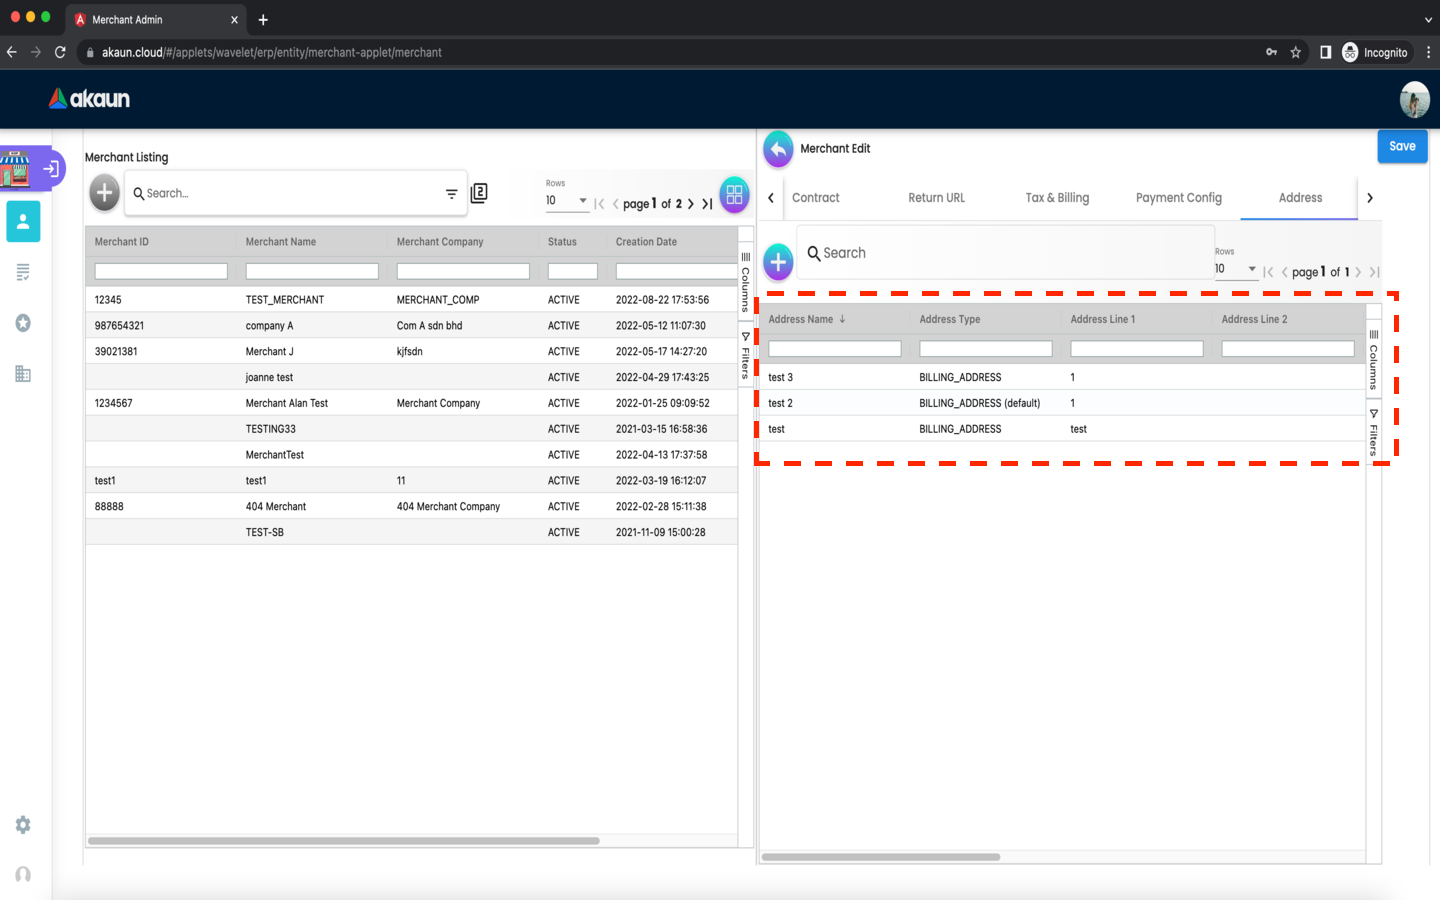 Merchant Admin
akaun.cloud/#/applets/wavelet/erp/entity/merchant-applet/merchant
Incognito
akaun
Merchant Listing
Search...
2
Rows
10
page 1 of 2
Merchant ID Merchant Name Merchant Company Status Creation Date
12345 TEST_MERCHANT MERCHANT_COMP ACTIVE 2022-08-22 17:53:56
987654321 company A Com A sdn bhd ACTIVE 2022-05-12 11:07:30
39021381 Merchant J kjfsdn ACTIVE 2022-05-17 14:27:20
joanne test ACTIVE 2022-04-29 17:43:25
1234567 Merchant Alan Test Merchant Company ACTIVE 2022-01-25 09:09:52
TESTING33 ACTIVE 2021-03-15 16:58:36
MerchantTest ACTIVE 2022-04-13 17:37:58
test1 test1 11 ACTIVE 2022-03-19 16:12:07
88888 404 Merchant 404 Merchant Company ACTIVE 2022-02-28 15:11:38
TEST-SB ACTIVE 2021-11-09 15:00:28
Columns
Filters
Merchant Edit
Save
Contract Return URL Tax & Billing Payment Config Address
Search
Rows
10
page 1 of 1
Address Name Address Type Address Line 1 Address Line 2
test 3 BILLING_ADDRESS 1
test 2 BILLING_ADDRESS (default) 1
test BILLING_ADDRESS test
Columns
Filters